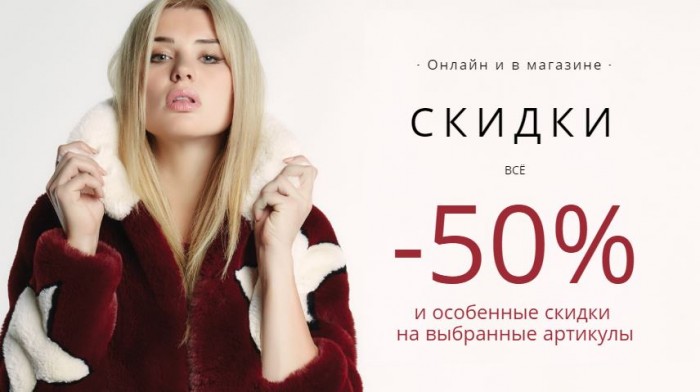 · Онлайн и в магазине ·
СКИДКИ
ВСЁ
-50%
и особенные скидки
на выбранные артикулы